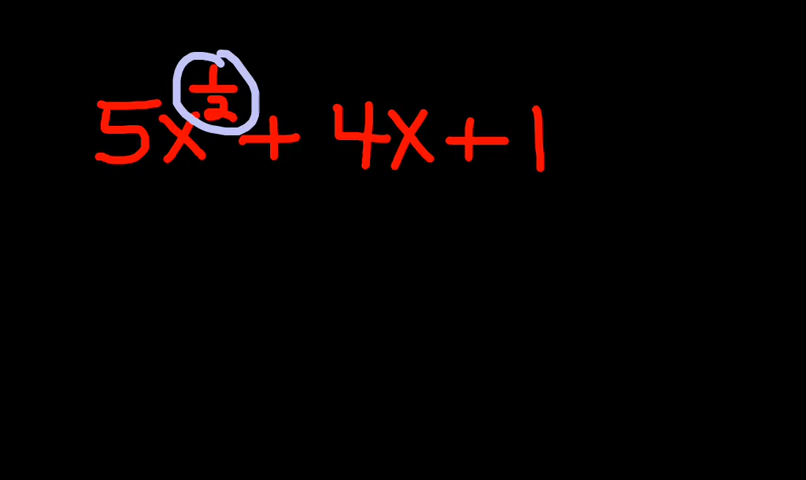 5x^{1/2} + 4x + 1